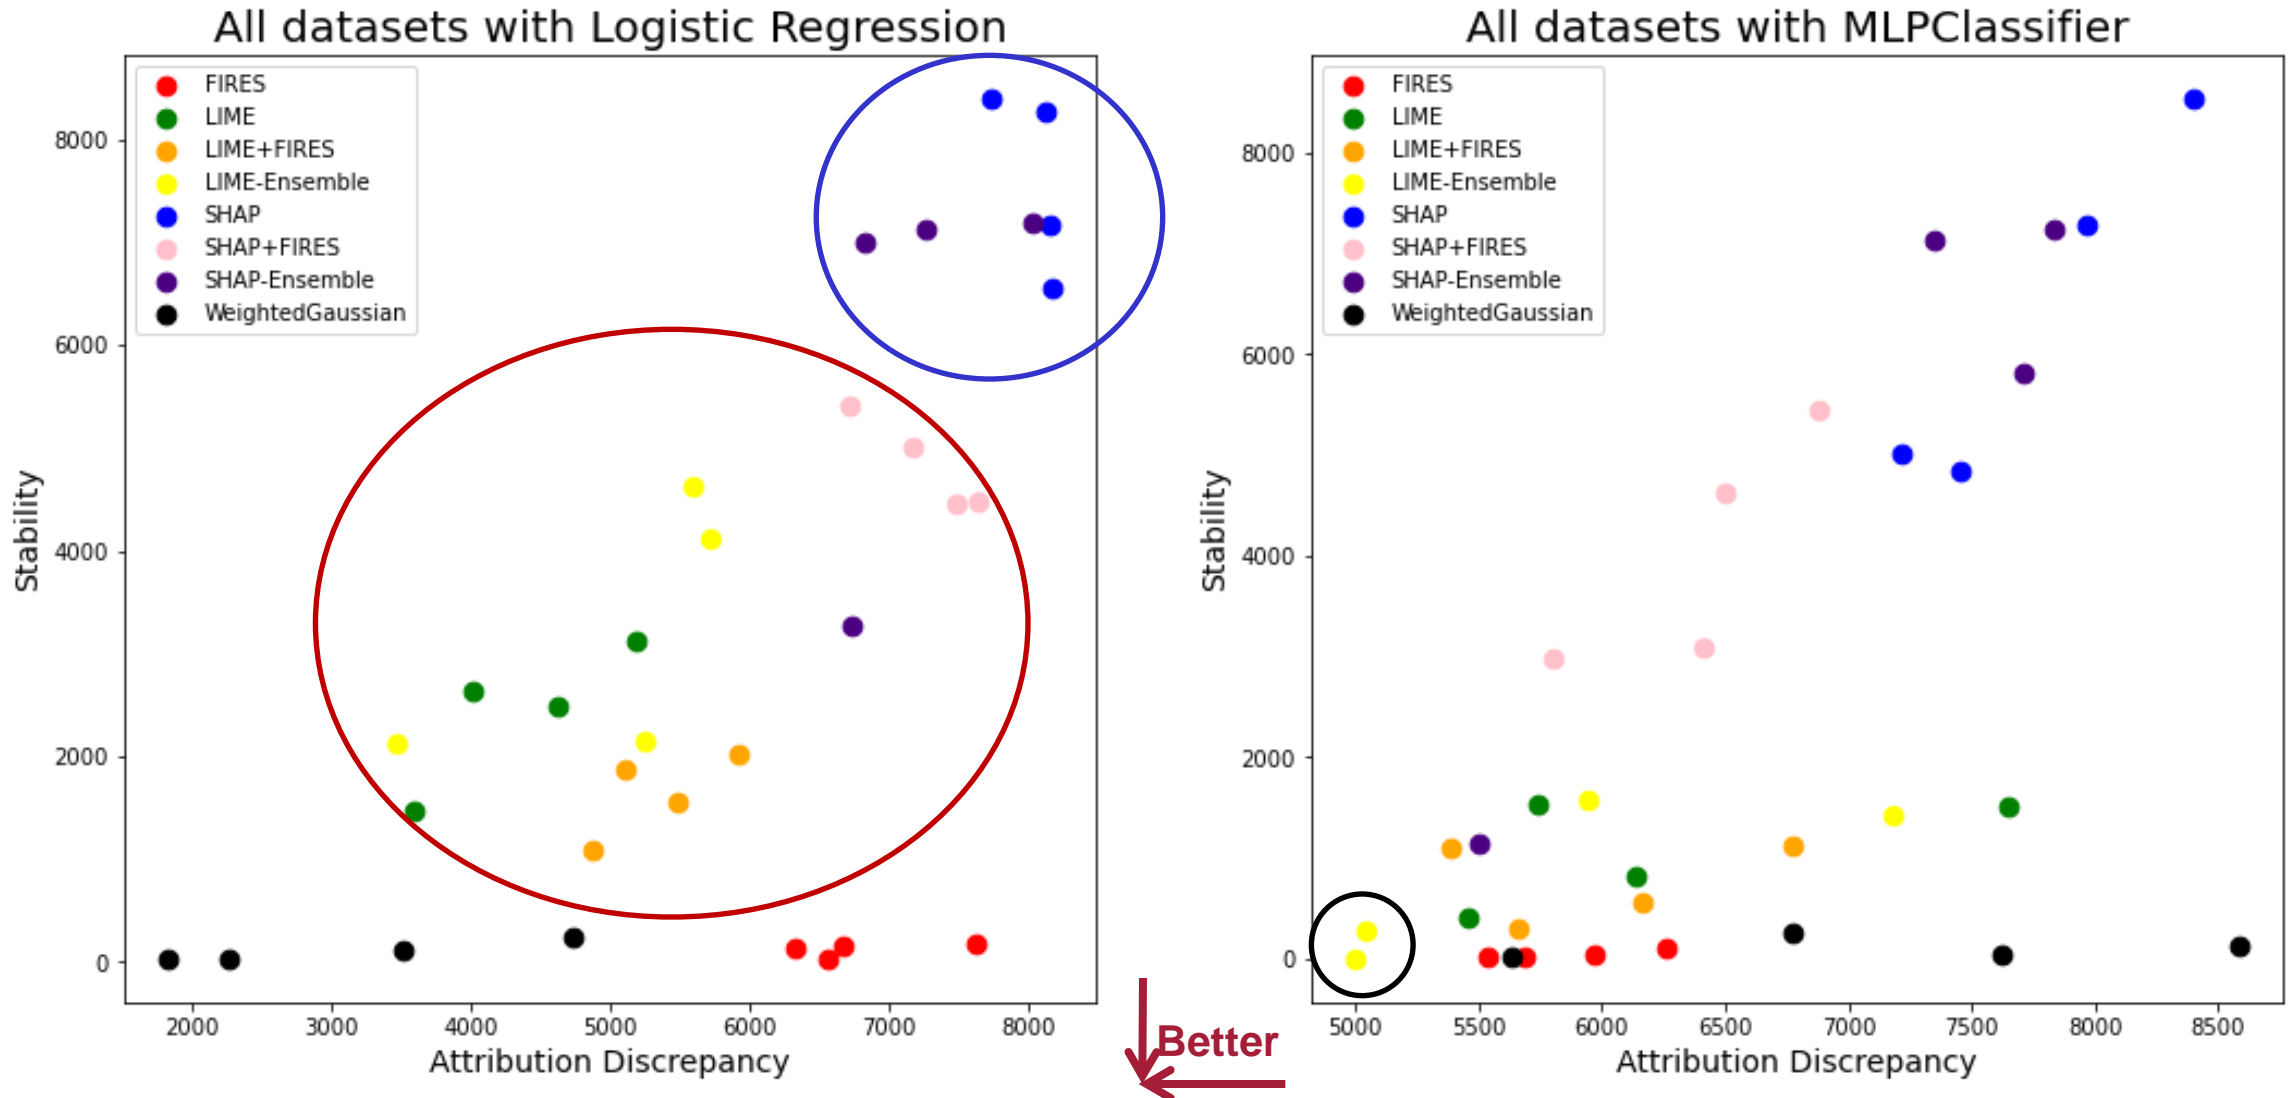 All datasets with Logistic Regression
FIRES
LIME
LIME+FIRES
LIME-Ensemble
SHAP
SHAP+FIRES
SHAP-Ensemble
WeightedGaussian
Stability
8000
6000
4000
2000
0
2000 3000 4000 5000 6000 7000 8000
Attribution Discrepancy
Better
All datasets with MLPClassifier
FIRES
LIME
LIME+FIRES
LIME-Ensemble
SHAP
SHAP+FIRES
SHAP-Ensemble
WeightedGaussian
Stability
8000
6000
4000
2000
0
5000 5500 6000 6500 7000 7500 8000 8500
Attribution Discrepancy